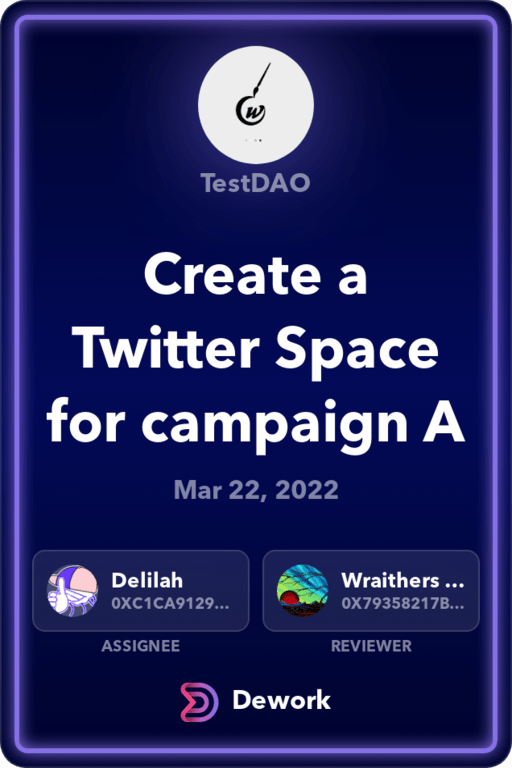 w
TestDAO
Create a
Twitter Space
for campaign A
Mar 22, 2022
Delilah
0XC1CA9129...
Wraithers ...
0X79358217B...
ASSIGNEE
REVIEWER
Dework